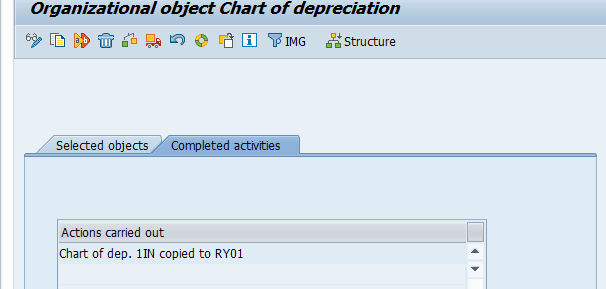 Organizational object Chart of depreciation
IMG Structure
Selected objects Completed activities
Actions carried out
Chart of dep. 1IN copied to RY01